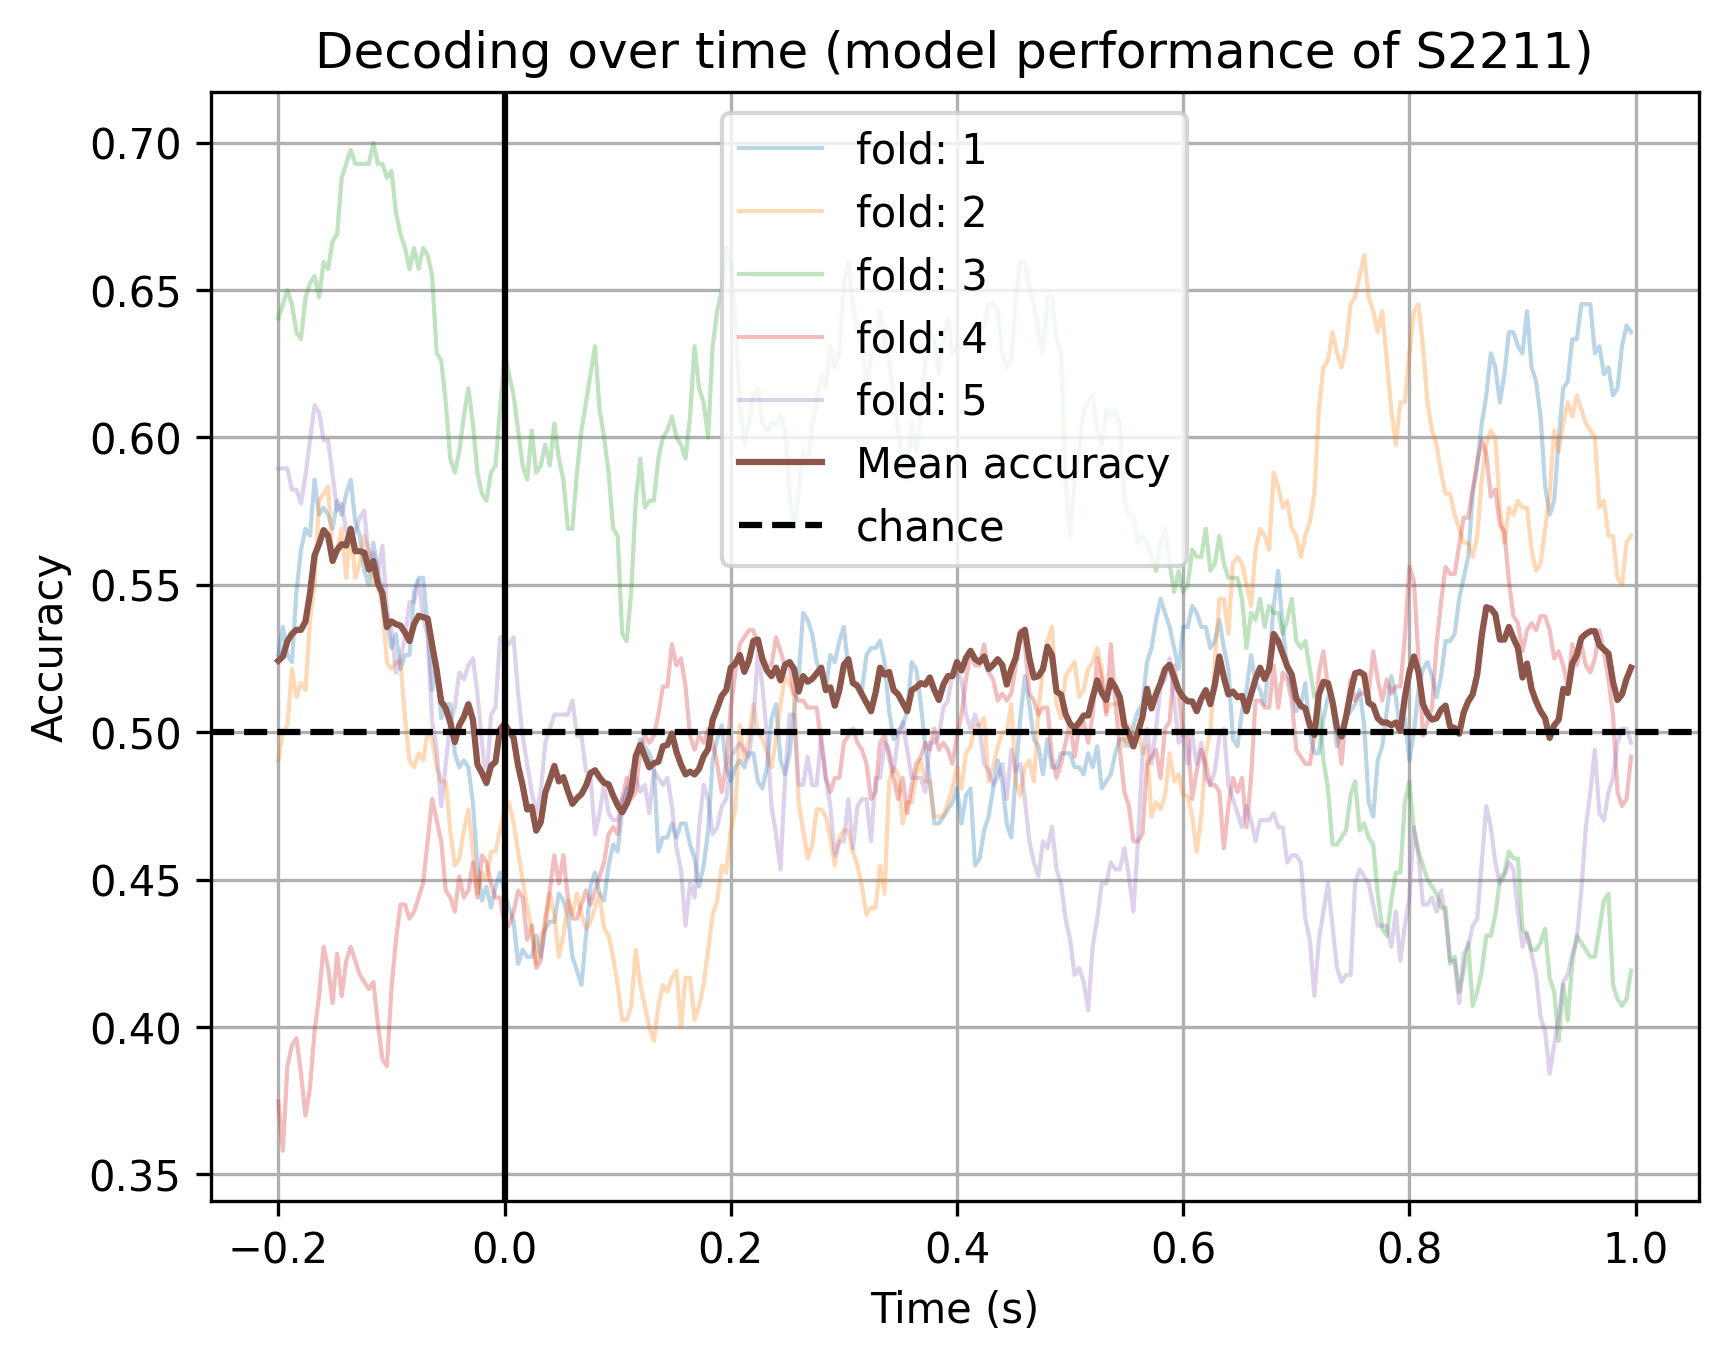 Decoding over time (model performance of S2211)
fold: 1
fold: 2
fold: 3
fold: 4
fold: 5
Mean accuracy
chance
Accuracy
0.70
0.65
0.60
0.55
0.50
0.45
0.40
0.35
−0.2
0.0
0.2
0.4
0.6
0.8
1.0
Time (s)